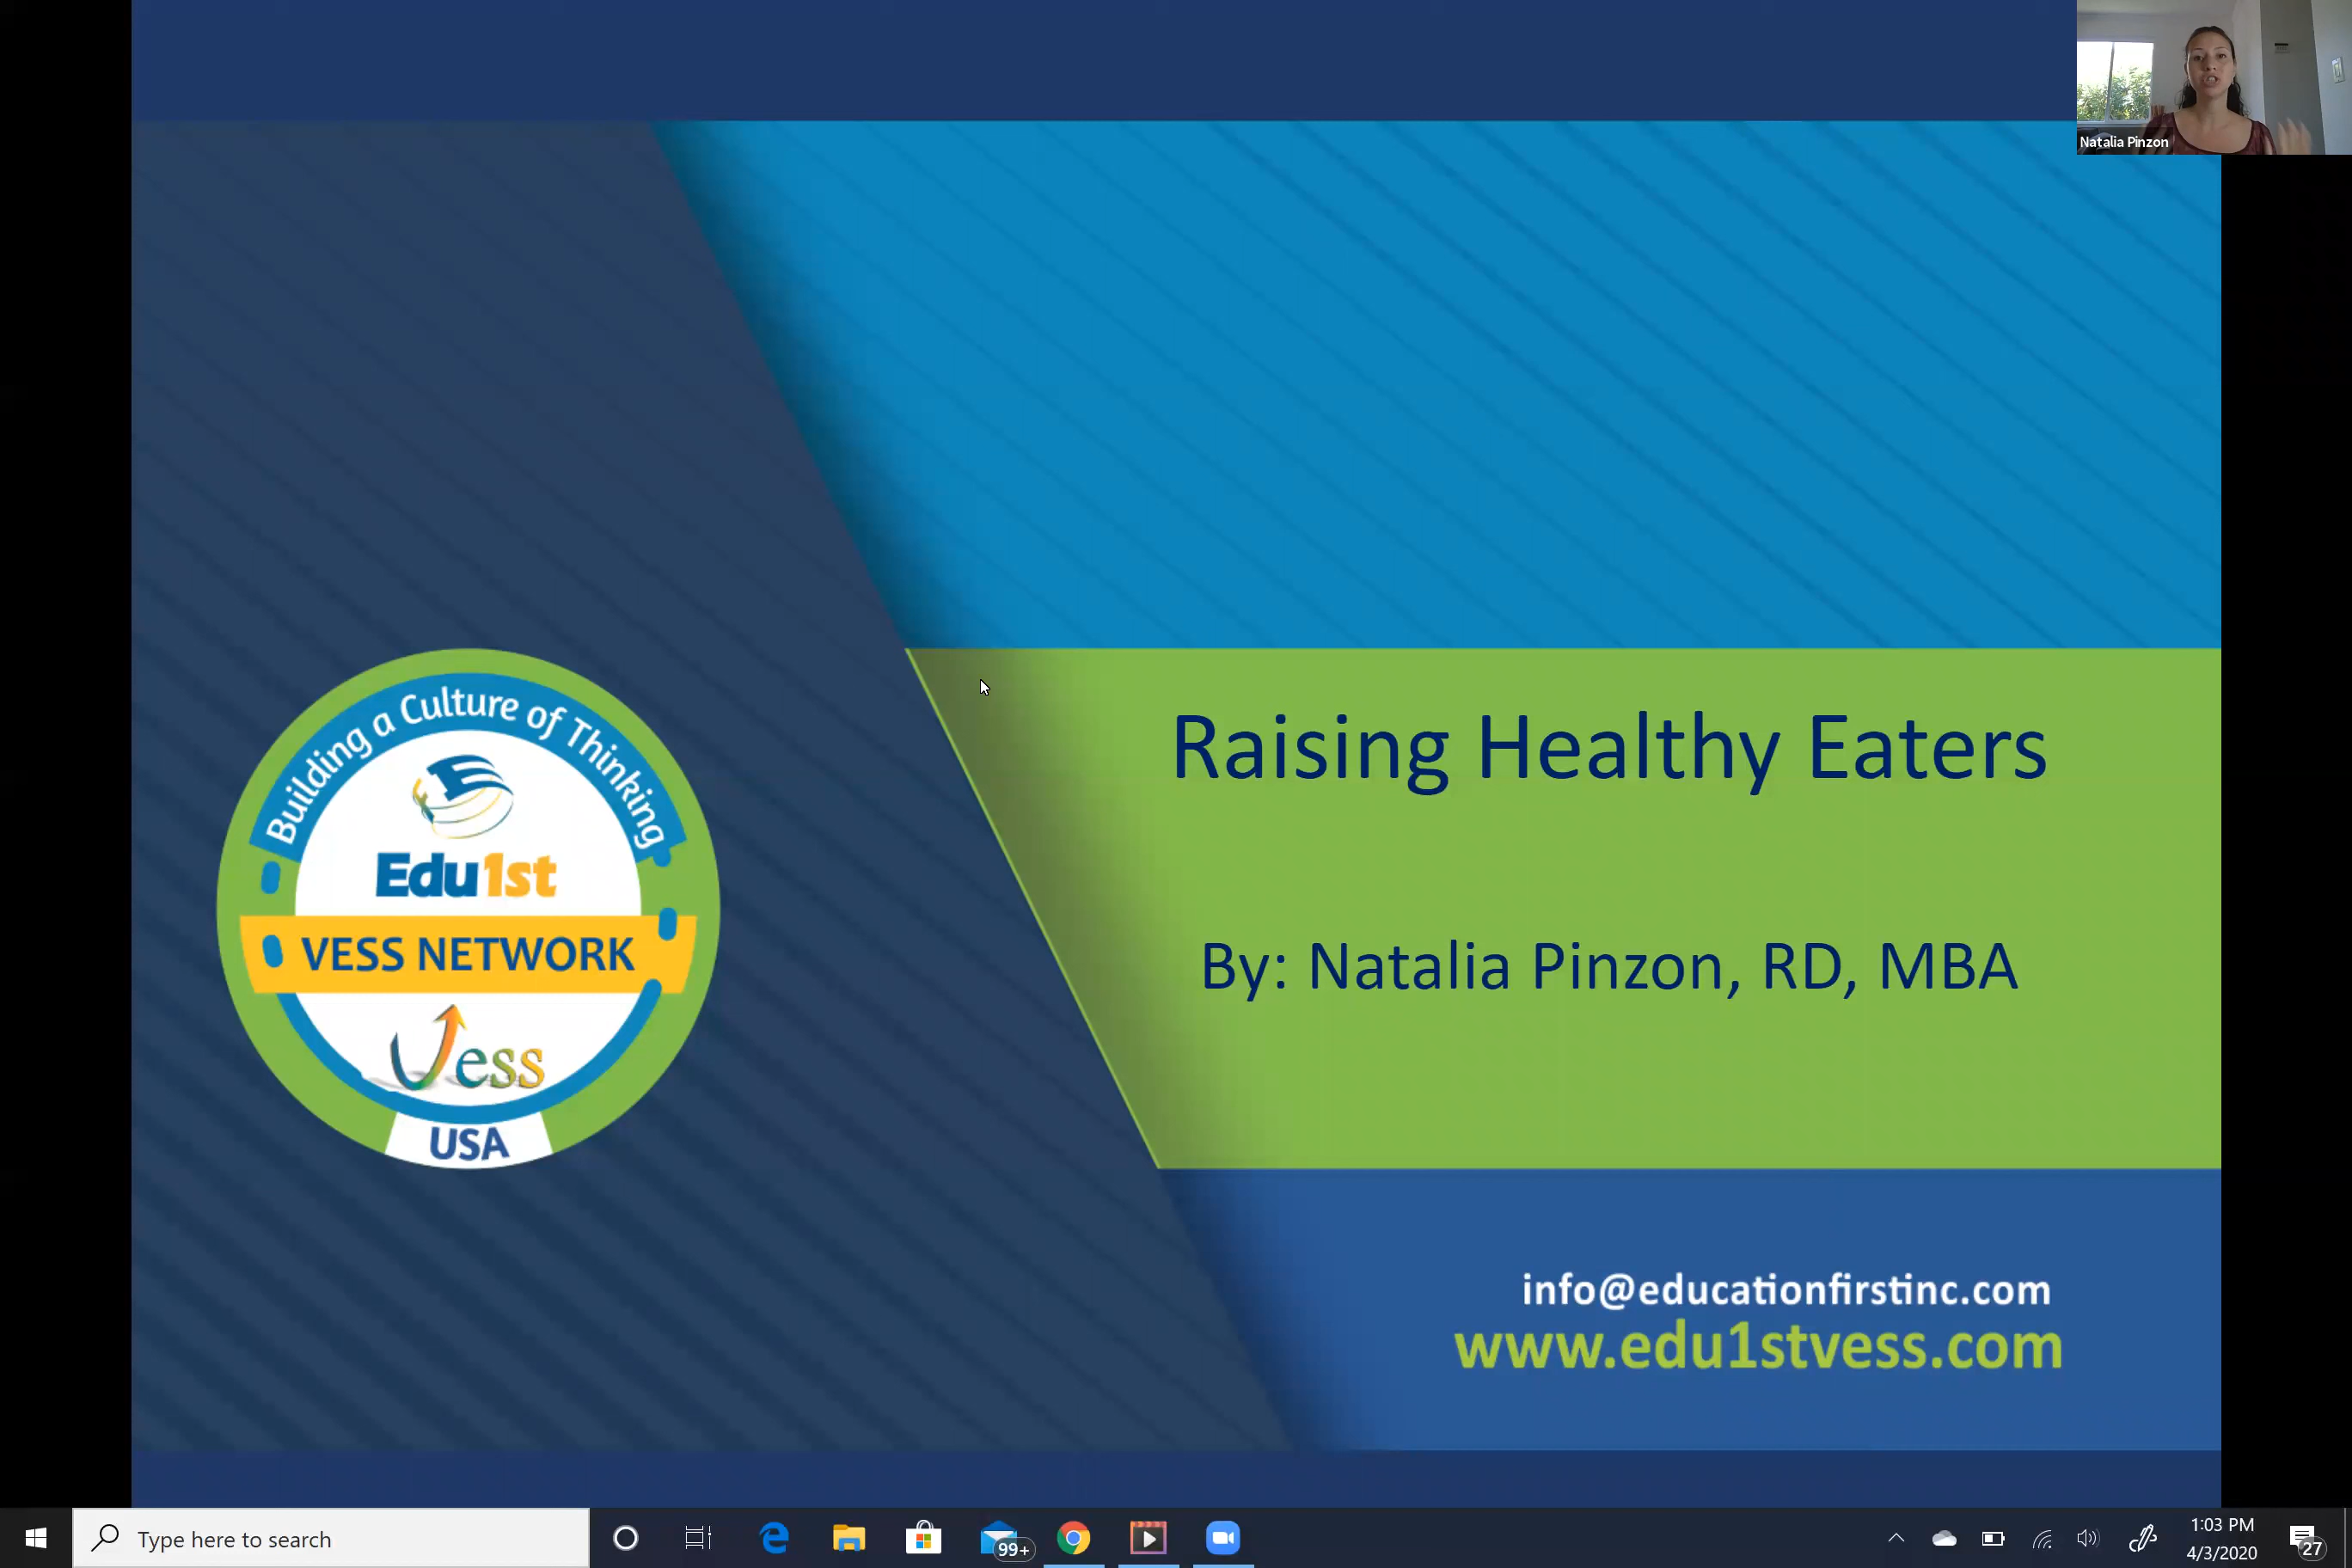 Natalia Pinzon
Building a Culture of Thinking
Edu1st
VESS NETWORK
Vess
USA
Raising Healthy Eaters
By: Natalia Pinzon, RD, MBA
info@educationfirstinc.com
www.edu1stvess.com
Type here to search
99+
1:03 PM
4/3/2020
27